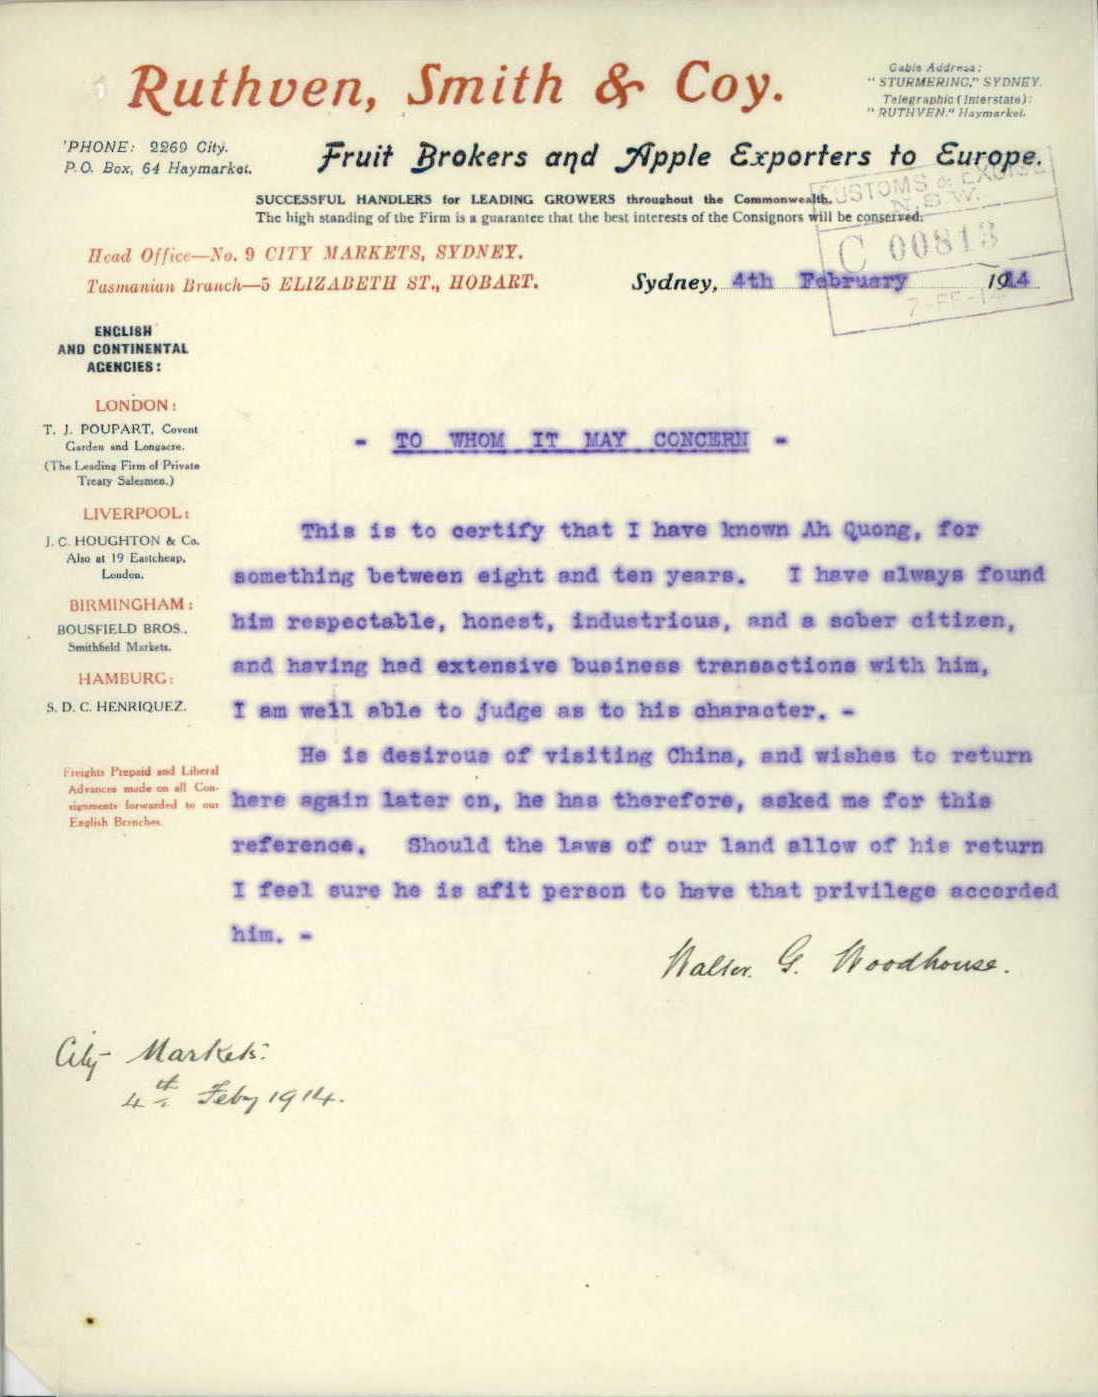 Ruthven, Smith & Coy.
Cable Address:
"STURMERING," SYDNEY.
Telegraphic (Interstate):
"RUTHVEN." Haymarket.
'PHONE: 2269 City.
P.O. Box, 64 Haymarket.
Fruit Brokers and Apple Exporters to Europe.
SUCCESSFUL HANDLERS for LEADING GROWERS throughout the Commonwealth.
The high standing of the Firm is a guarantee that the best interests of the Consignors will be conserved.
CUSTOMS & EXCISE
N.S.W.
C 00813
7-FE-14
Head Office—No. 9 CITY MARKETS, SYDNEY.
Tasmanian Branch—5 ELIZABETH ST., HOBART.
Sydney, 4th February 1914
ENGLISH
AND CONTINENTAL
AGENCIES:
LONDON:
T. J. POUPART, Covent
Garden and Longacre.
(The Leading Firm of Private
Treaty Salesmen.)
LIVERPOOL:
J. C. HOUGHTON & Co.
Also at 19 Eastcheap,
London.
BIRMINGHAM:
BOUSFIELD BROS.,
Smithfield Markets.
HAMBURG:
S. D. C. HENRIQUEZ.
Freights Prepaid and Liberal
Advances made on all Con-
signments forwarded to our
English Branches.
- TO WHOM IT MAY CONCERN -
This is to certify that I have known Ah Quong, for
something between eight and ten years. I have always found
him respectable, honest, industrious, and a sober citizen,
and having had extensive business transactions with him,
I am well able to judge as to his character. -
He is desirous of visiting China, and wishes to return
here again later on, he has therefore, asked me for this
reference. Should the laws of our land allow of his return
I feel sure he is afit person to have that privilege accorded
him. -
Walter. G. Woodhouse.
City Markets.
4th Feby 1914.